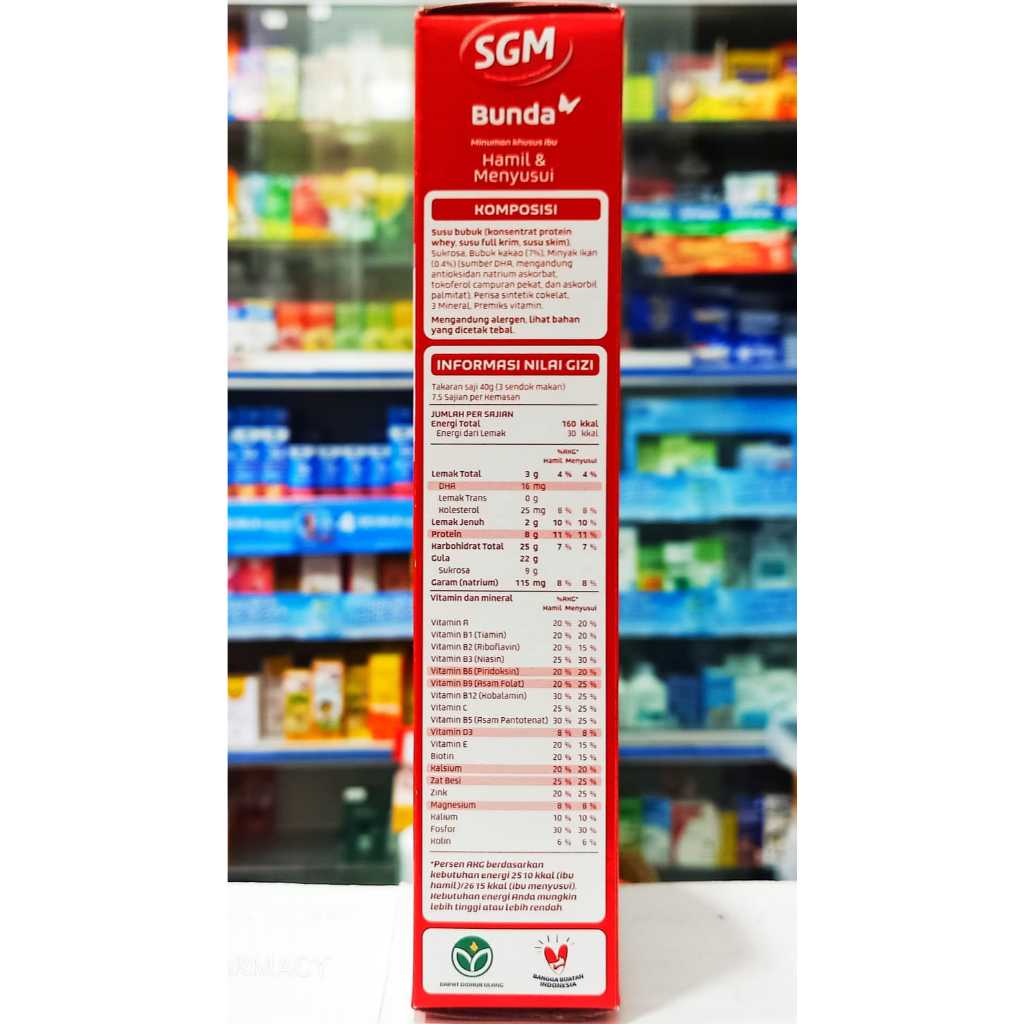 SGM
Bunda
Minuman khusus ibu
Hamil &
Menyusui
KOMPOSISI
Susu bubuk (konsentrat protein
whey, susu full krim, susu skim),
Sukrosa, Bubuk kakao (7%), Minyak ikan
(0.4%) (sumber DHA, mengandung
antioksidan natrium askorbat,
tokoferol campuran pekat, dan askorbil
palmitat), Perisa sintetik cokelat,
3 Mineral, Premiks vitamin.
Mengandung alergen, lihat bahan
yang dicetak tebal.
INFORMASI NILAI GIZI
Takaran saji 40g (3 sendok makan)
7,5 Sajian per Kemasan
JUMLAH PER SAJIAN
Energi Total 160 kkal
Energi dari Lemak 30 kkal
%AKG*
Hamil Menyusui
Lemak Total 3 g 4 % 4 %
DHA 16 mg
Lemak Trans 0 g
Kolesterol 25 mg 8 % 8 %
Lemak Jenuh 2 g 10 % 10 %
Protein 8 g 11 % 11 %
Karbohidrat Total 25 g 7 % 7 %
Gula 22 g
Sukrosa 9 g
Garam (natrium) 115 mg 8 % 8 %
Vitamin dan mineral %AKG*
Hamil Menyusui
Vitamin A 20 % 20 %
Vitamin B1 (Tiamin) 20 % 20 %
Vitamin B2 (Riboflavin) 20 % 15 %
Vitamin B3 (Niasin) 25 % 30 %
Vitamin B6 (Piridoksin) 20 % 20 %
Vitamin B9 (Asam Folat) 20 % 25 %
Vitamin B12 (Kobalamin) 30 % 25 %
Vitamin C 25 % 25 %
Vitamin B5 (Asam Pantotenat) 30 % 25 %
Vitamin D3 8 % 8 %
Vitamin E 20 % 15 %
Biotin 20 % 15 %
Kalsium 20 % 20 %
Zat Besi 25 % 25 %
Zink 20 % 25 %
Magnesium 8 % 8 %
Kalium 10 % 10 %
Fosfor 30 % 30 %
Kolin 6 % 6 %
*Persen AKG berdasarkan
kebutuhan energi 2510 kkal (ibu
hamil)/2615 kkal (ibu menyusui).
Kebutuhan energi Anda mungkin
lebih tinggi atau lebih rendah
DAPAT DIDAUR ULANG
BANGGA BUATAN
INDONESIA